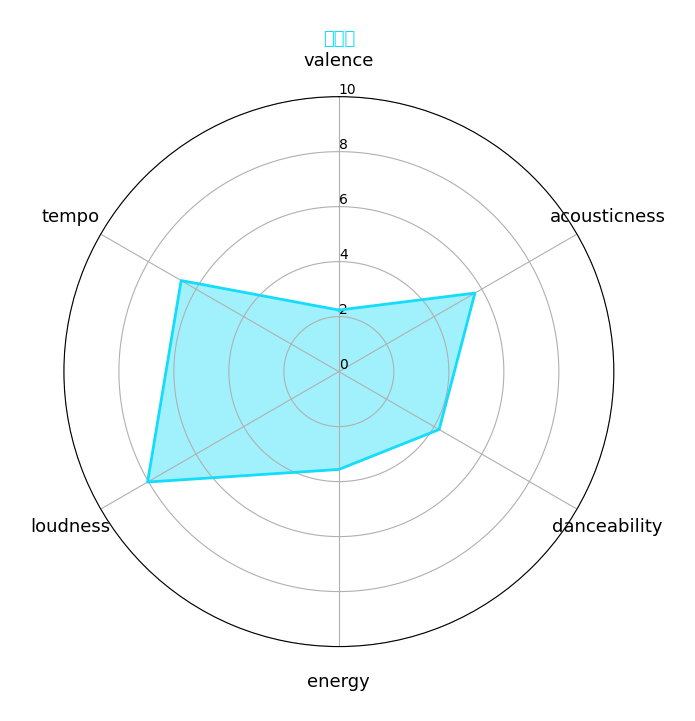 valence
10
8
tempo
6
acousticness
4
2
0
loudness
danceability
energy